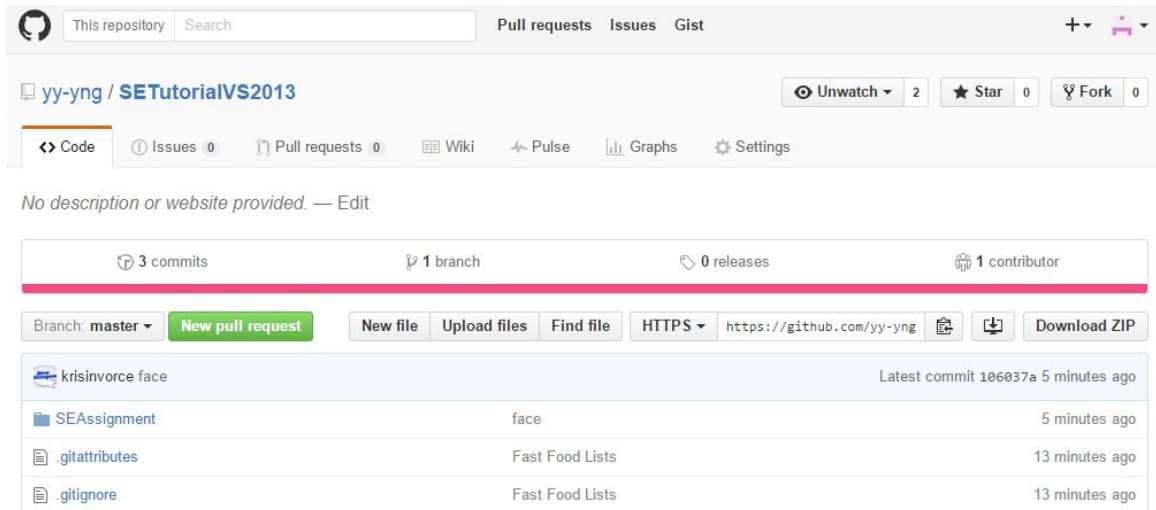 This repository Search Pull requests Issues Gist
yy-yng / SETutorialVS2013 Unwatch 2 Star 0 Fork 0
Code Issues 0 Pull requests 0 Wiki Pulse Graphs Settings
No description or website provided. — Edit
3 commits 1 branch 0 releases 1 contributor
Branch: master New pull request New file Upload files Find file HTTPS https://github.com/yy-yng Download ZIP
krisinvorce face Latest commit 106037a 5 minutes ago
SEAssignment face 5 minutes ago
.gitattributes Fast Food Lists 13 minutes ago
.gitignore Fast Food Lists 13 minutes ago